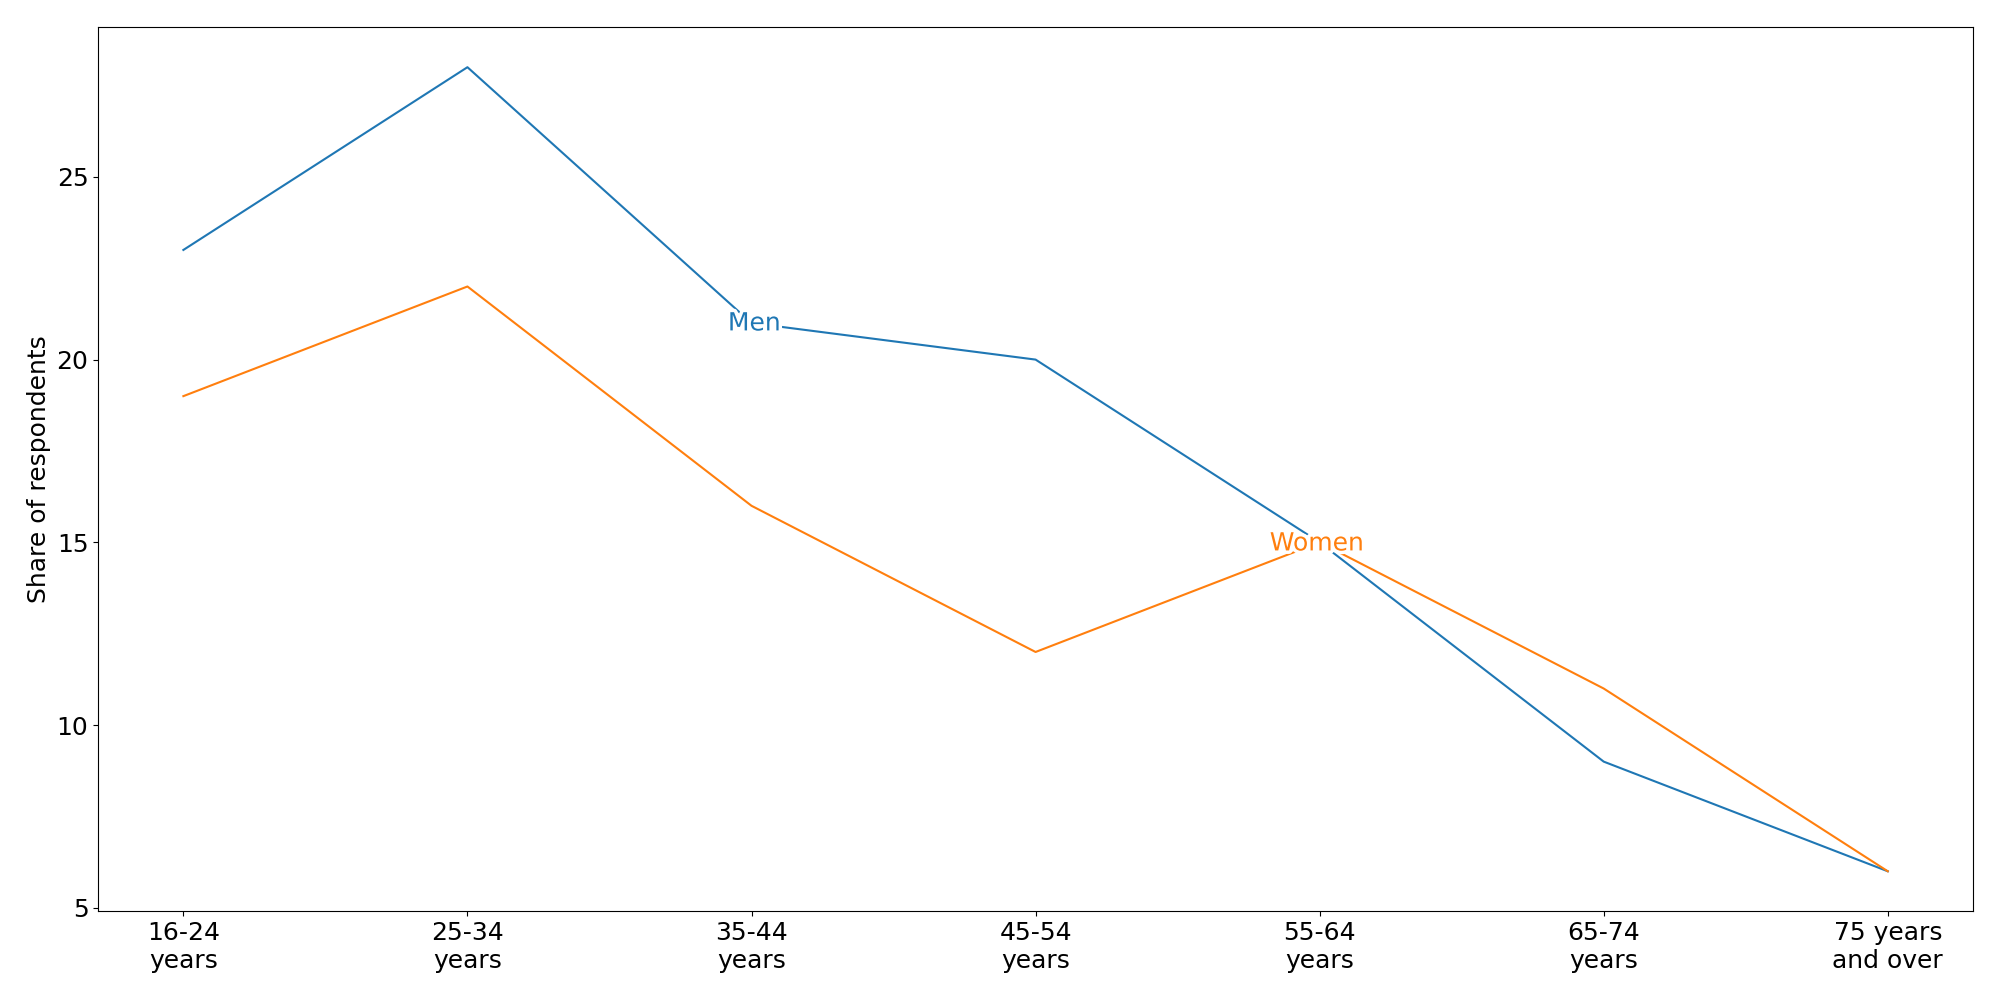 Share of respondents
25
20
15
10
5
Men
Women
16-24
years
25-34
years
35-44
years
45-54
years
55-64
years
65-74
years
75 years
and over